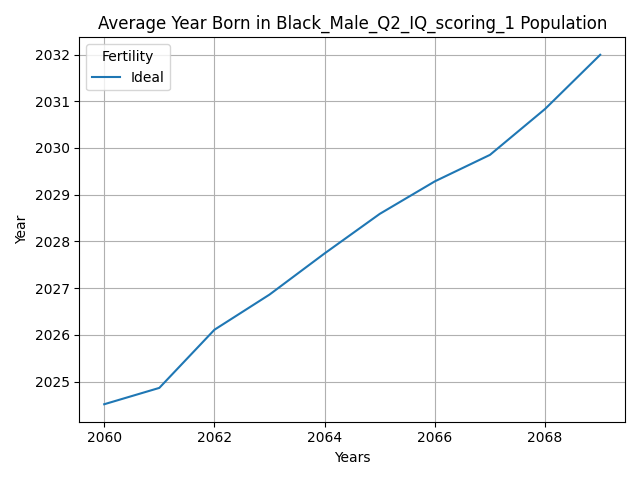 Average Year Born in Black_Male_Q2_IQ_scoring_1 Population
Fertility
Ideal
2032
2031
2030
2029
2028
2027
2026
2025
Year
2060 2062 2064 2066 2068
Years